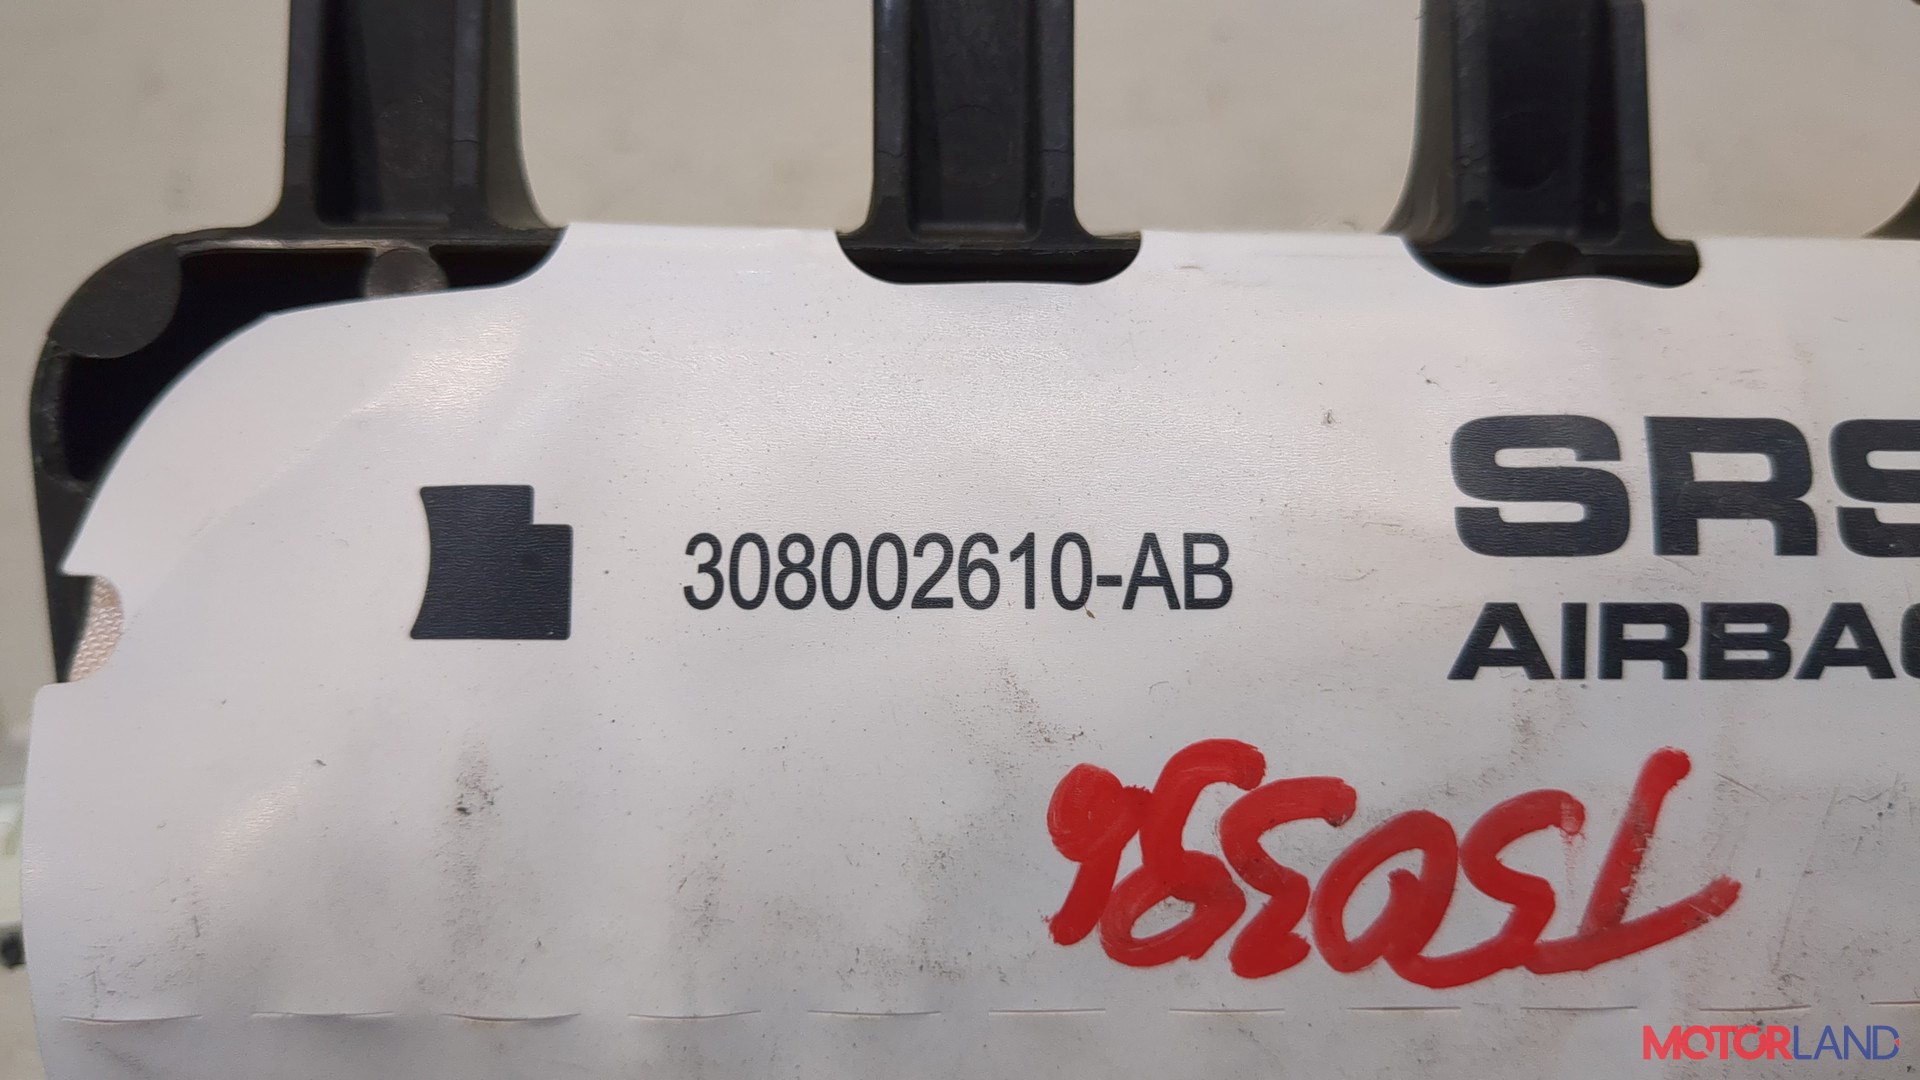 SRS
308002610-AB
AIRBAG
MOTORLAND